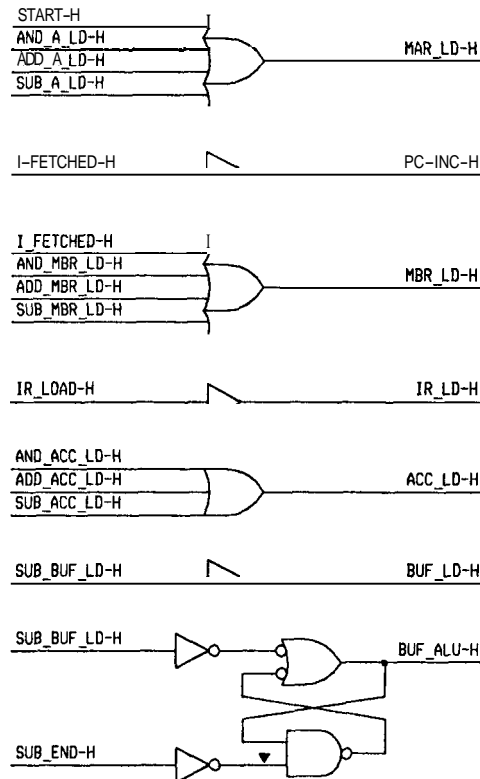 START-H
AND_A_LD-H
MAR_LD-H
ADD_A_LD-H
SUB_A_LD-H
I-FETCHED-H
PC-INC-H
I_FETCHED-H
AND_MBR_LD-H
MBR_LD-H
ADD_MBR_LD-H
SUB_MBR_LD-H
IR_LOAD-H
IR_LD-H
AND_ACC_LD-H
ADD_ACC_LD-H
ACC_LD-H
SUB_ACC_LD-H
SUB_BUF_LD-H
BUF_LD-H
SUB_BUF_LD-H
BUF_ALU-H
SUB_END-H